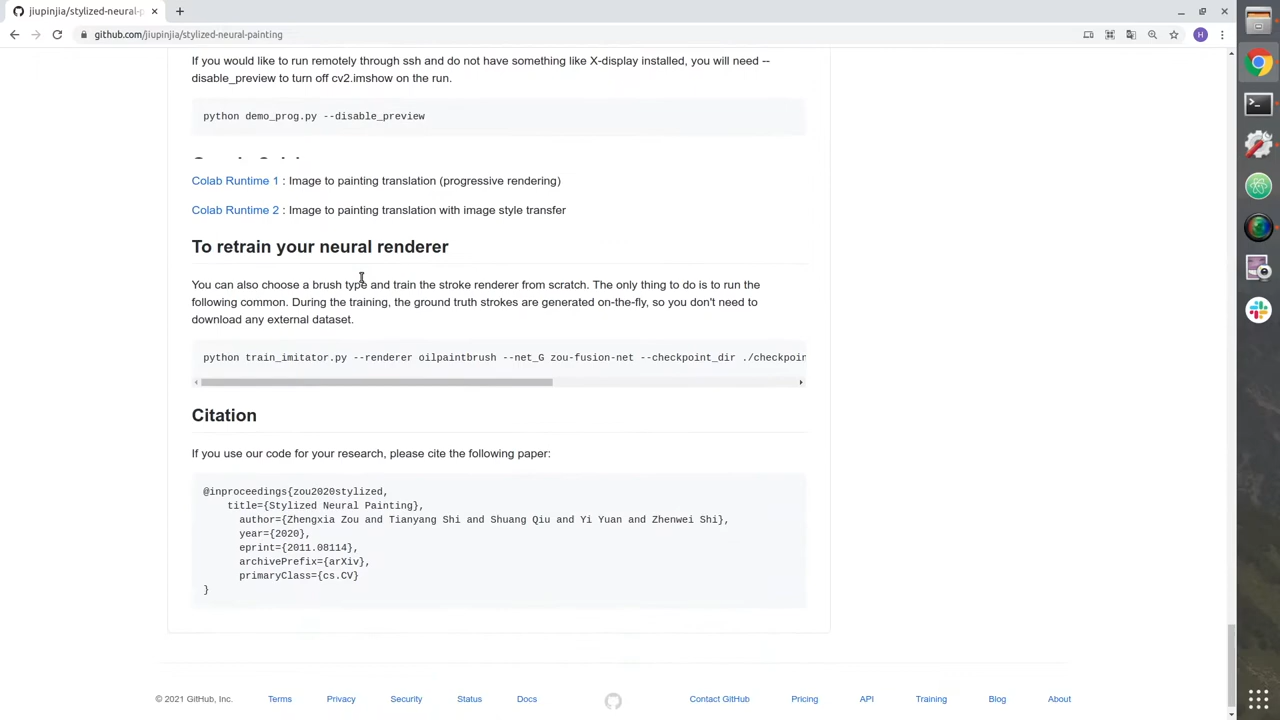 jiupinjia/stylized-neural-p
github.com/jiupinjia/stylized-neural-painting
H
If you would like to run remotely through ssh and do not have something like X-display installed, you will need --
disable_preview to turn off cv2.imshow on the run.
python demo_prog.py --disable_preview
Colab Runtime 1 : Image to painting translation (progressive rendering)
Colab Runtime 2 : Image to painting translation with image style transfer
To retrain your neural renderer
You can also choose a brush type and train the stroke renderer from scratch. The only thing to do is to run the
following common. During the training, the ground truth strokes are generated on-the-fly, so you don't need to
download any external dataset.
python train_imitator.py --renderer oilpaintbrush --net_G zou-fusion-net --checkpoint_dir ./checkpoin
Citation
If you use our code for your research, please cite the following paper:
@inproceedings{zou2020stylized,
title={Stylized Neural Painting},
author={Zhengxia Zou and Tianyang Shi and Shuang Qiu and Yi Yuan and Zhenwei Shi},
year={2020},
eprint={2011.08114},
archivePrefix={arXiv},
primaryClass={cs.CV}
}
© 2021 GitHub, Inc. Terms Privacy Security Status Docs Contact GitHub Pricing API Training Blog About